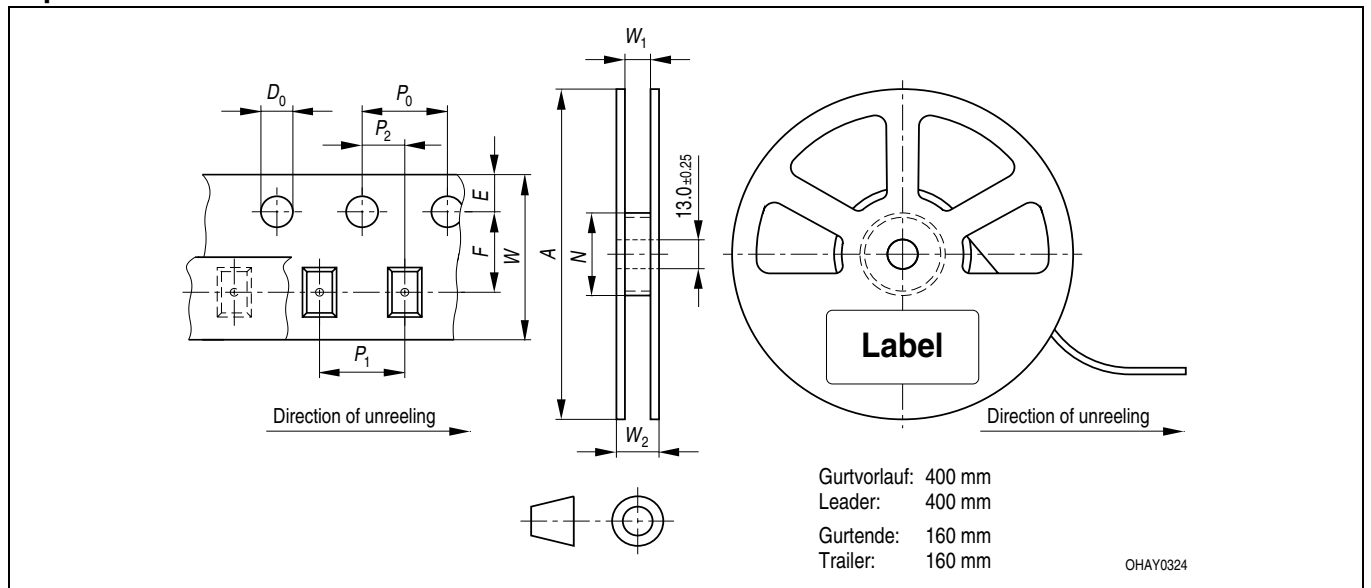 W1
D0
P0
P2
E
F
W
A
N
13.0±0.25
P1
Label
Direction of unreeling
Direction of unreeling
W2
Gurtvorlauf: 400 mm
Leader: 400 mm
Gurtende: 160 mm
Trailer: 160 mm
OHAY0324